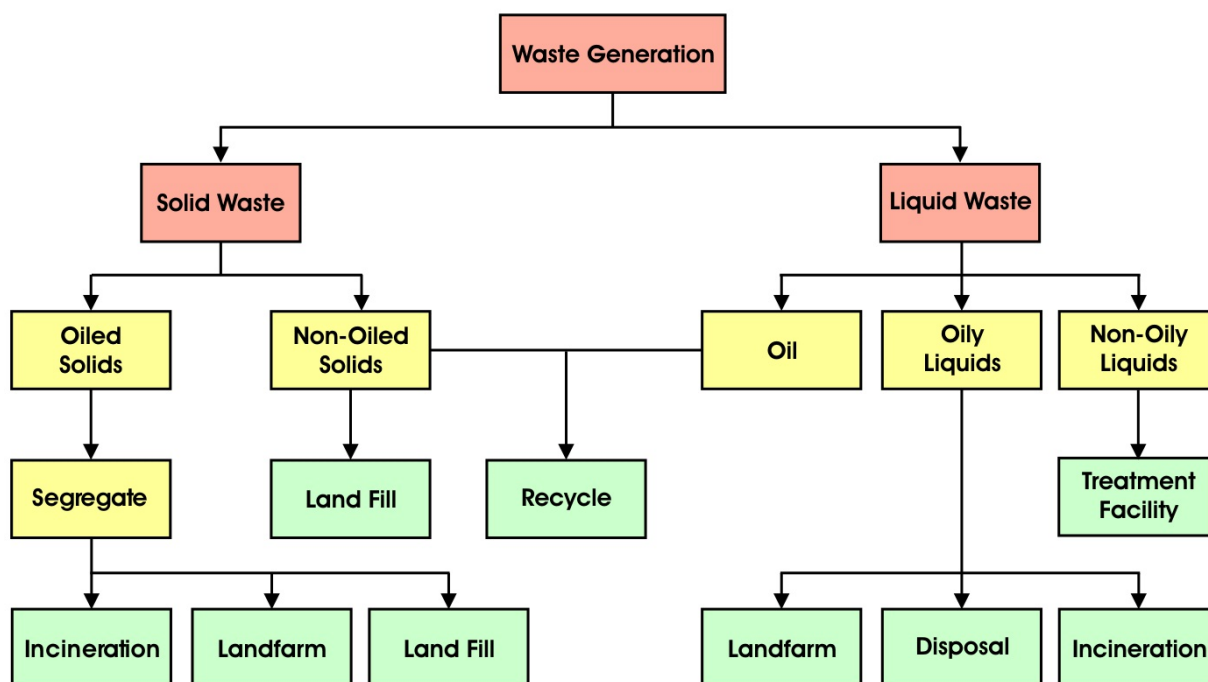 Waste Generation
Solid Waste
Liquid Waste
Oiled
Solids
Non-Oiled
Solids
Oil
Oily
Liquids
Non-Oily
Liquids
Segregate
Land Fill
Recycle
Treatment
Facility
Incineration
Landfarm
Land Fill
Landfarm
Disposal
Incineration